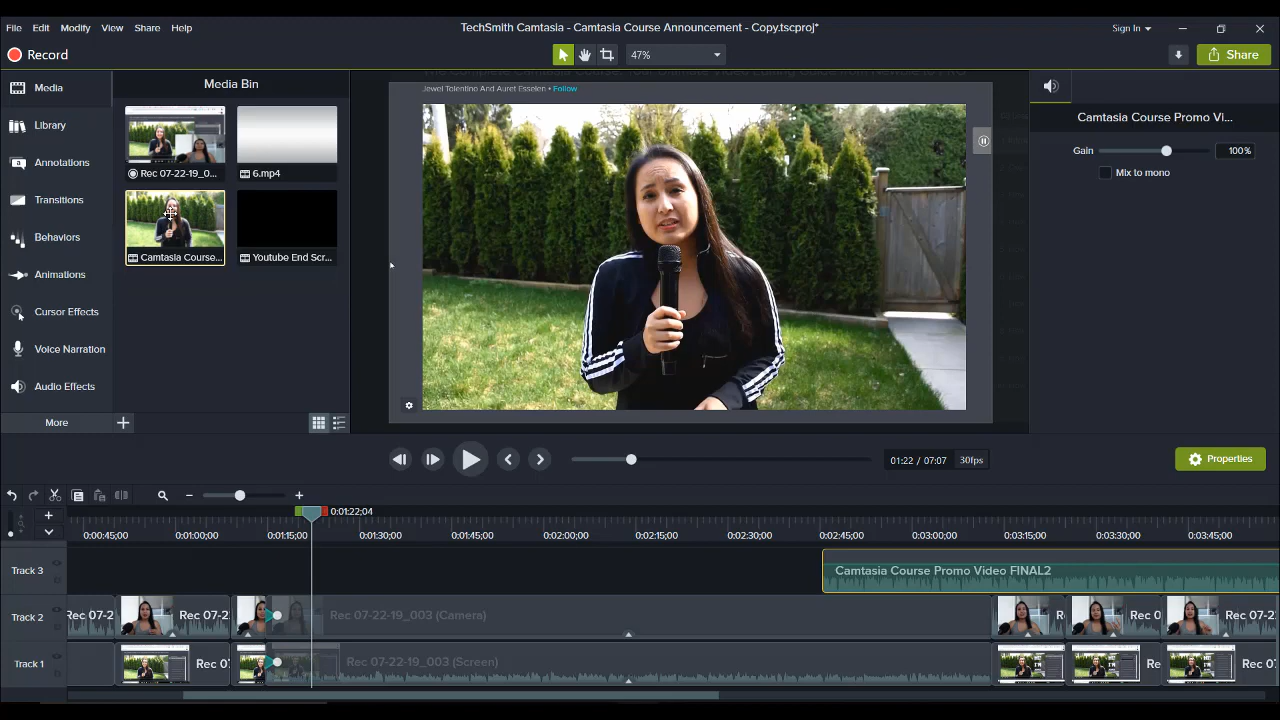 TechSmith Camtasia - Camtasia Course Announcement - Copy.tscproj*
File Edit Modify View Share Help
Sign In
Record
47%
Share
Media
Library
Annotations
Transitions
Behaviors
Animations
Cursor Effects
Voice Narration
Audio Effects
More
Media Bin
Rec 07-22-19_0...
6.mp4
Camtasia Course...
Youtube End Scr...
Jewel Tolentino And Auret Esselen • Follow
Camtasia Course Promo Vi...
Gain 100%
Mix to mono
01:22 / 07:07 30fps
Properties
0:01:22;04
0:00:45;00 0:01:00;00 0:01:15;00 0:01:30;00 0:01:45;00 0:02:00;00 0:02:15;00 0:02:30;00 0:02:45;00 0:03:00;00 0:03:15;00 0:03:30;00 0:03:45;00
Track 3 Camtasia Course Promo Video FINAL2
Track 2 Rec 07-2 Rec 07-2 Rec 07-22-19_003 (Camera) R Rec 0 Rec 07-2
Track 1 Rec 07 Rec 07-22-19_003 (Screen) Re Re Rec 0